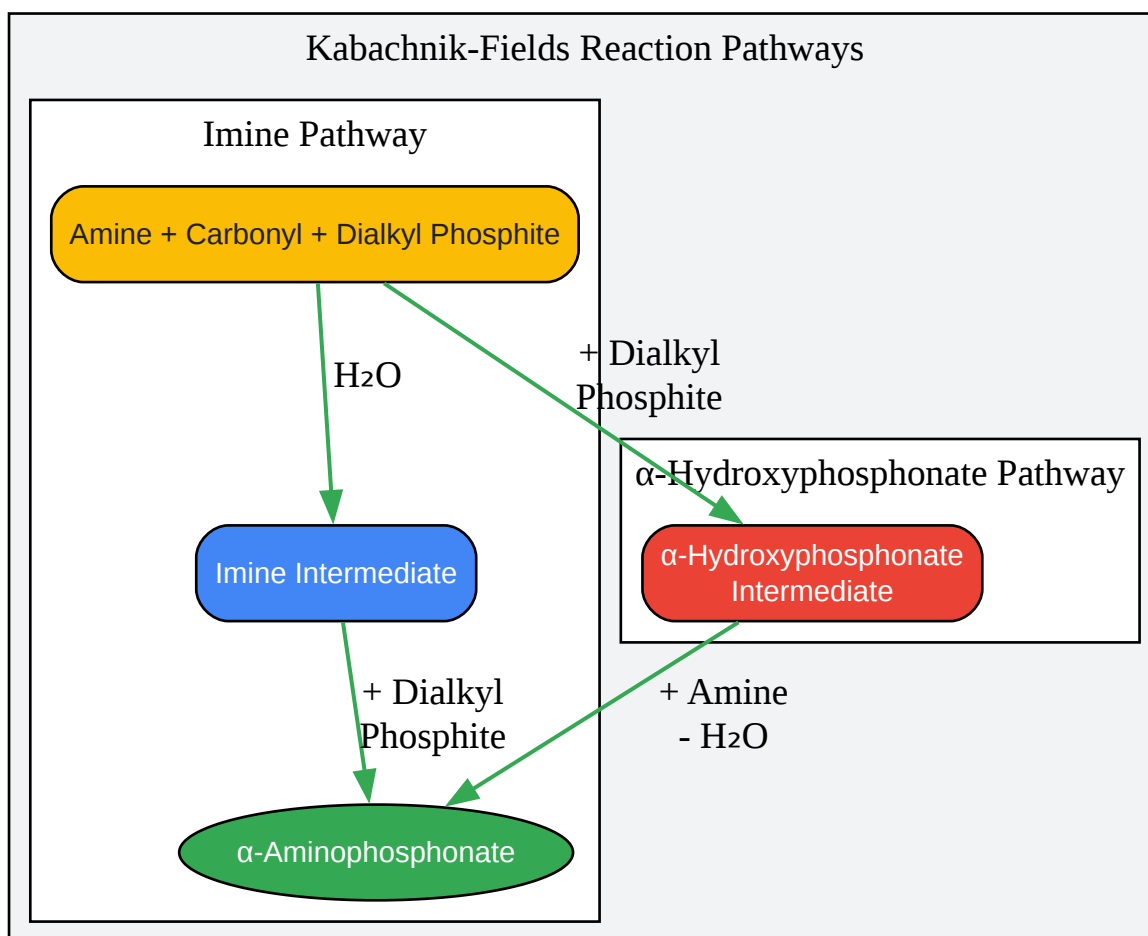 Kabachnik-Fields Reaction Pathways
Imine Pathway
Amine + Carbonyl + Dialkyl Phosphite
H₂O
+ Dialkyl
Phosphite
α-Hydroxyphosphonate Pathway
Imine Intermediate
α-Hydroxyphosphonate
Intermediate
+ Dialkyl
Phosphite
+ Amine
- H₂O
α-Aminophosphonate